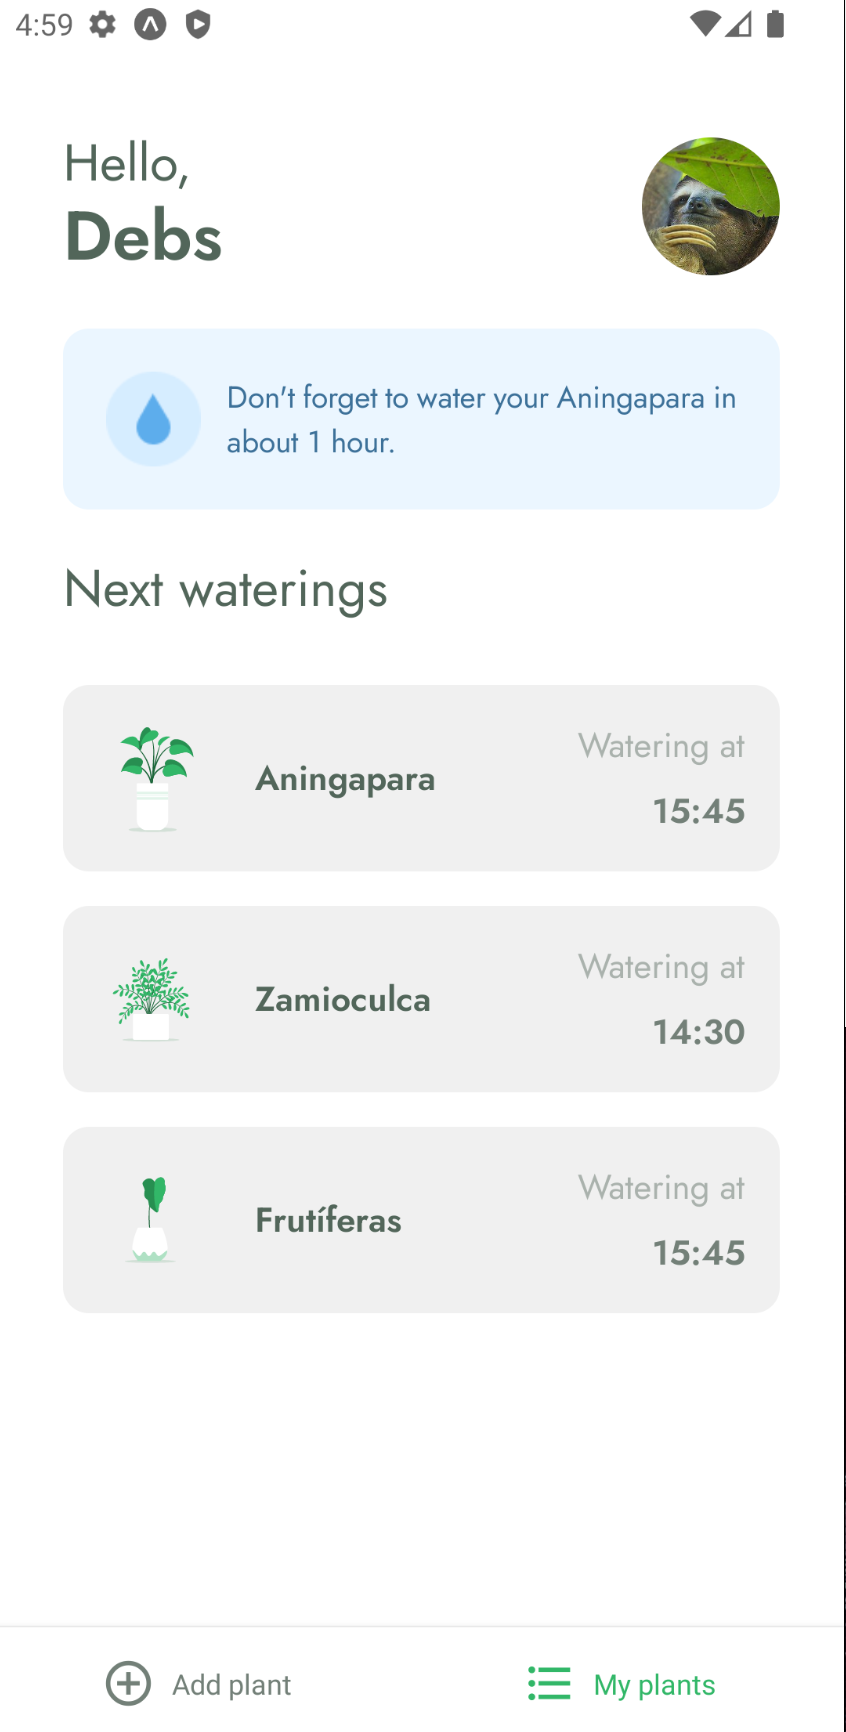 4:59
Hello,
Debs
Don't forget to water your Aningapara in
about 1 hour.
Next waterings
Aningapara
Watering at
15:45
Zamioculca
Watering at
14:30
Frutíferas
Watering at
15:45
Add plant
My plants